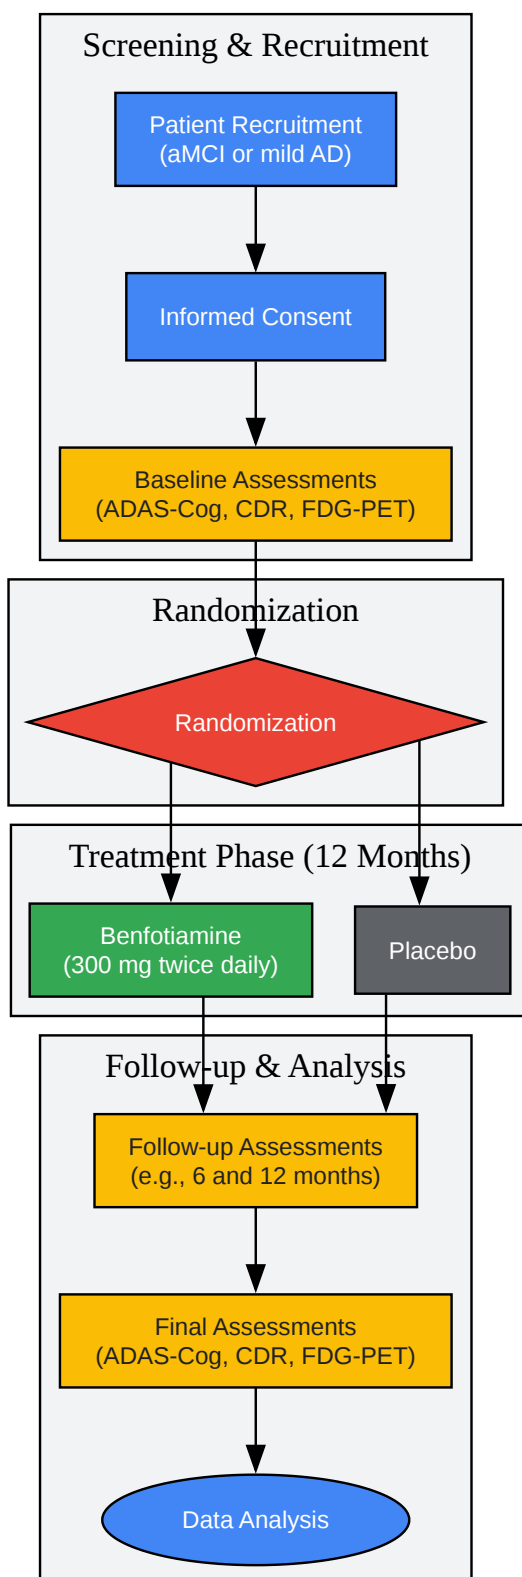 Screening & Recruitment
Patient Recruitment
(aMCI or mild AD)
Informed Consent
Baseline Assessments
(ADAS-Cog, CDR, FDG-PET)
Randomization
Randomization
Treatment Phase (12 Months)
Benfotiamine
(300 mg twice daily)
Placebo
Follow-up & Analysis
Follow-up Assessments
(e.g., 6 and 12 months)
Final Assessments
(ADAS-Cog, CDR, FDG-PET)
Data Analysis